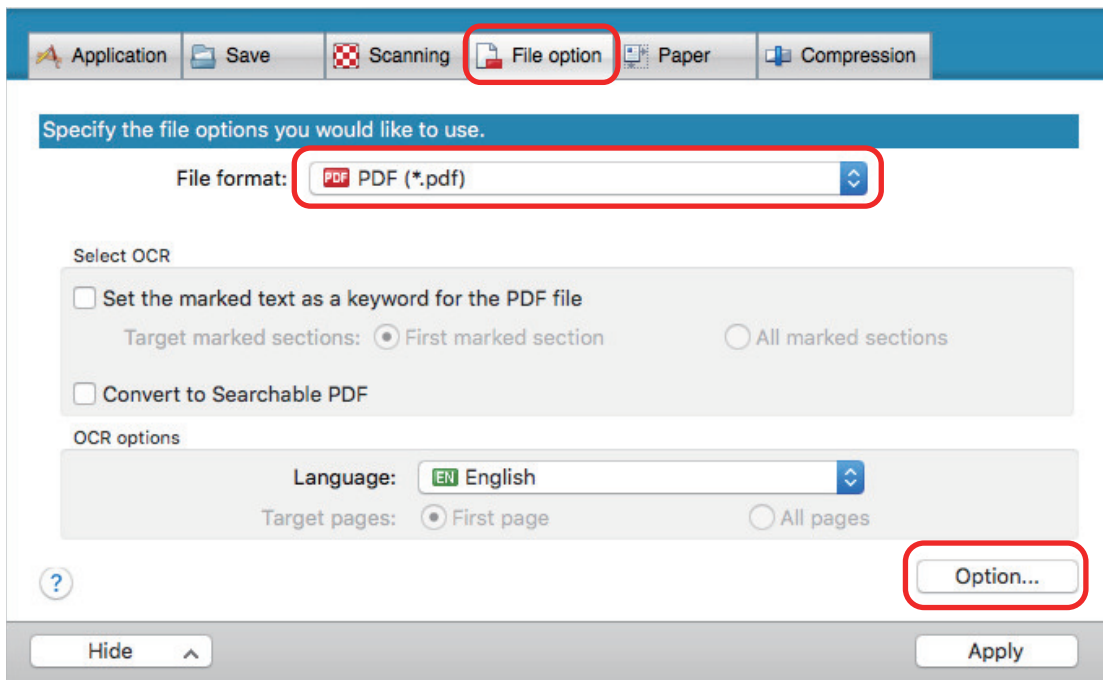 Application Save Scanning File option Paper Compression
Specify the file options you would like to use.
File format: PDF PDF (*.pdf)
Select OCR
Set the marked text as a keyword for the PDF file
Target marked sections: First marked section All marked sections
Convert to Searchable PDF
OCR options
Language: EN English
Target pages: First page All pages
? Option...
Hide Apply